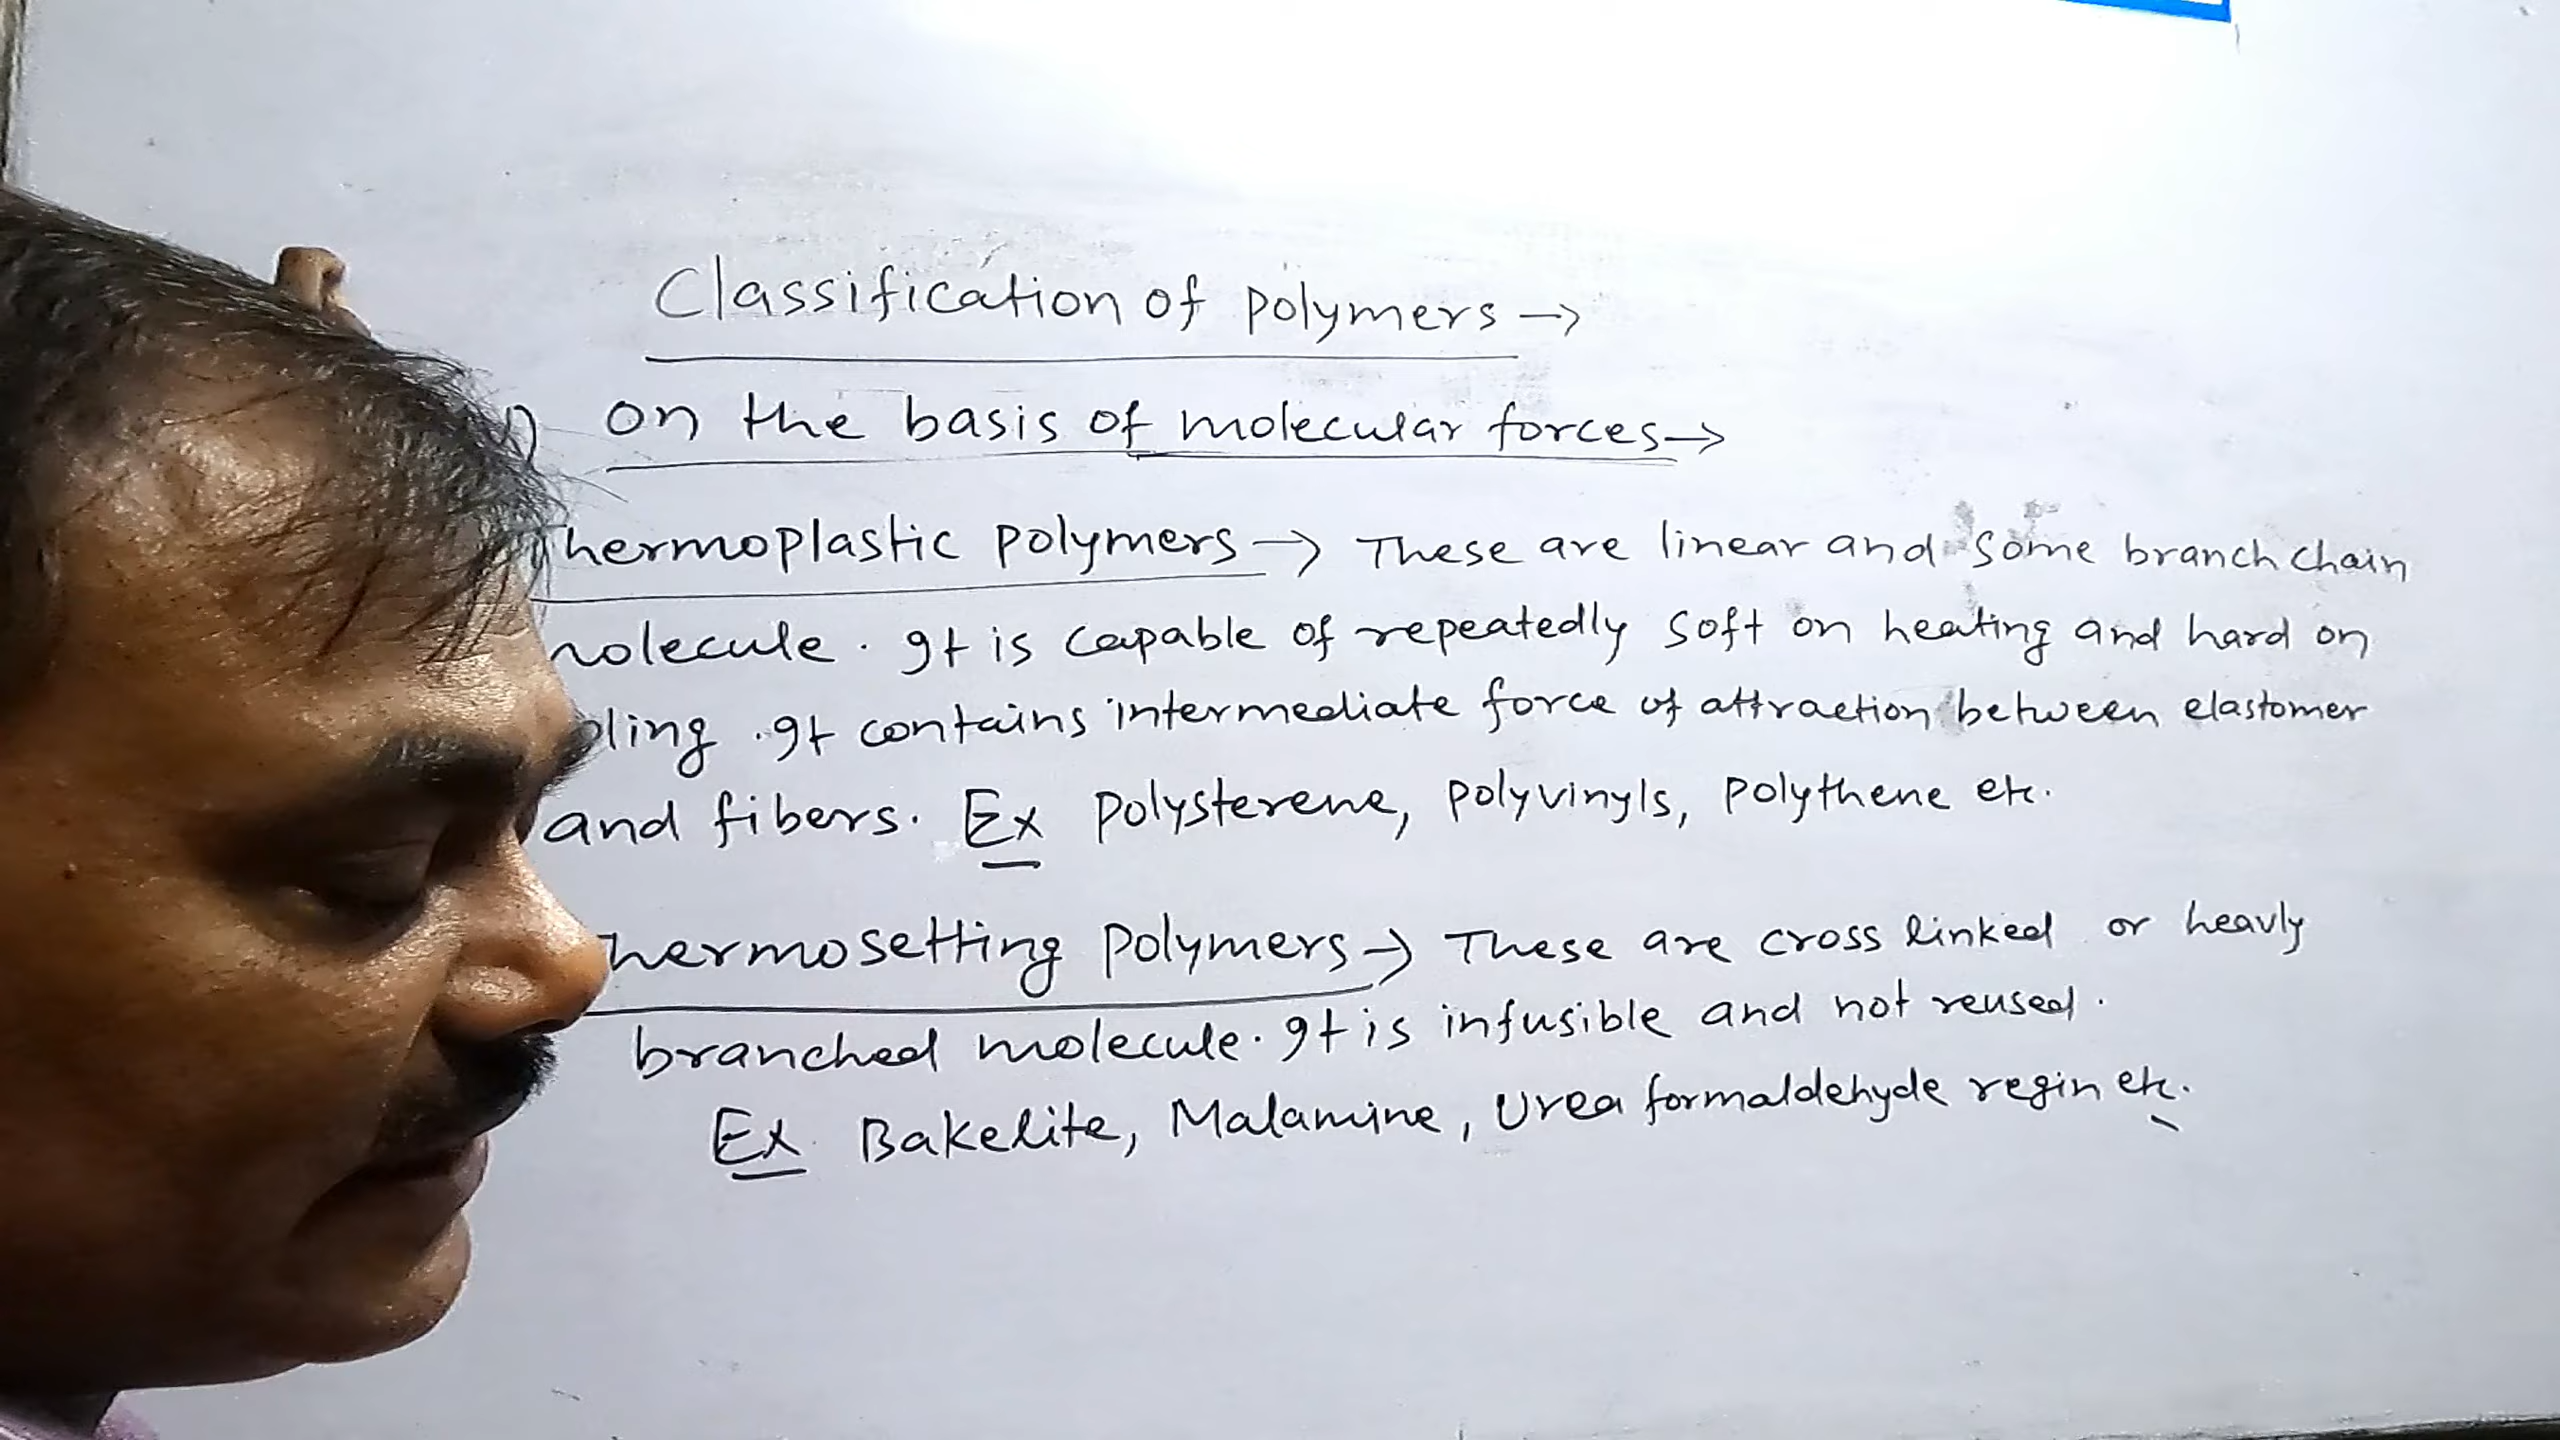 Classification of polymers →
) on the basis of molecular forces →
hermoplastic polymers → These are linear and some branch chain
molecule. It is capable of repeatedly soft on heating and hard on
oling. It contains intermediate force of attraction between elastomer
and fibers. Ex polysterene, polyvinyls, polythene etc.
hermosetting polymers → These are cross linked or heavly
branched molecule. It is infusible and not reused.
Ex Bakelite, Malamine, Urea formaldehyde regin etc.